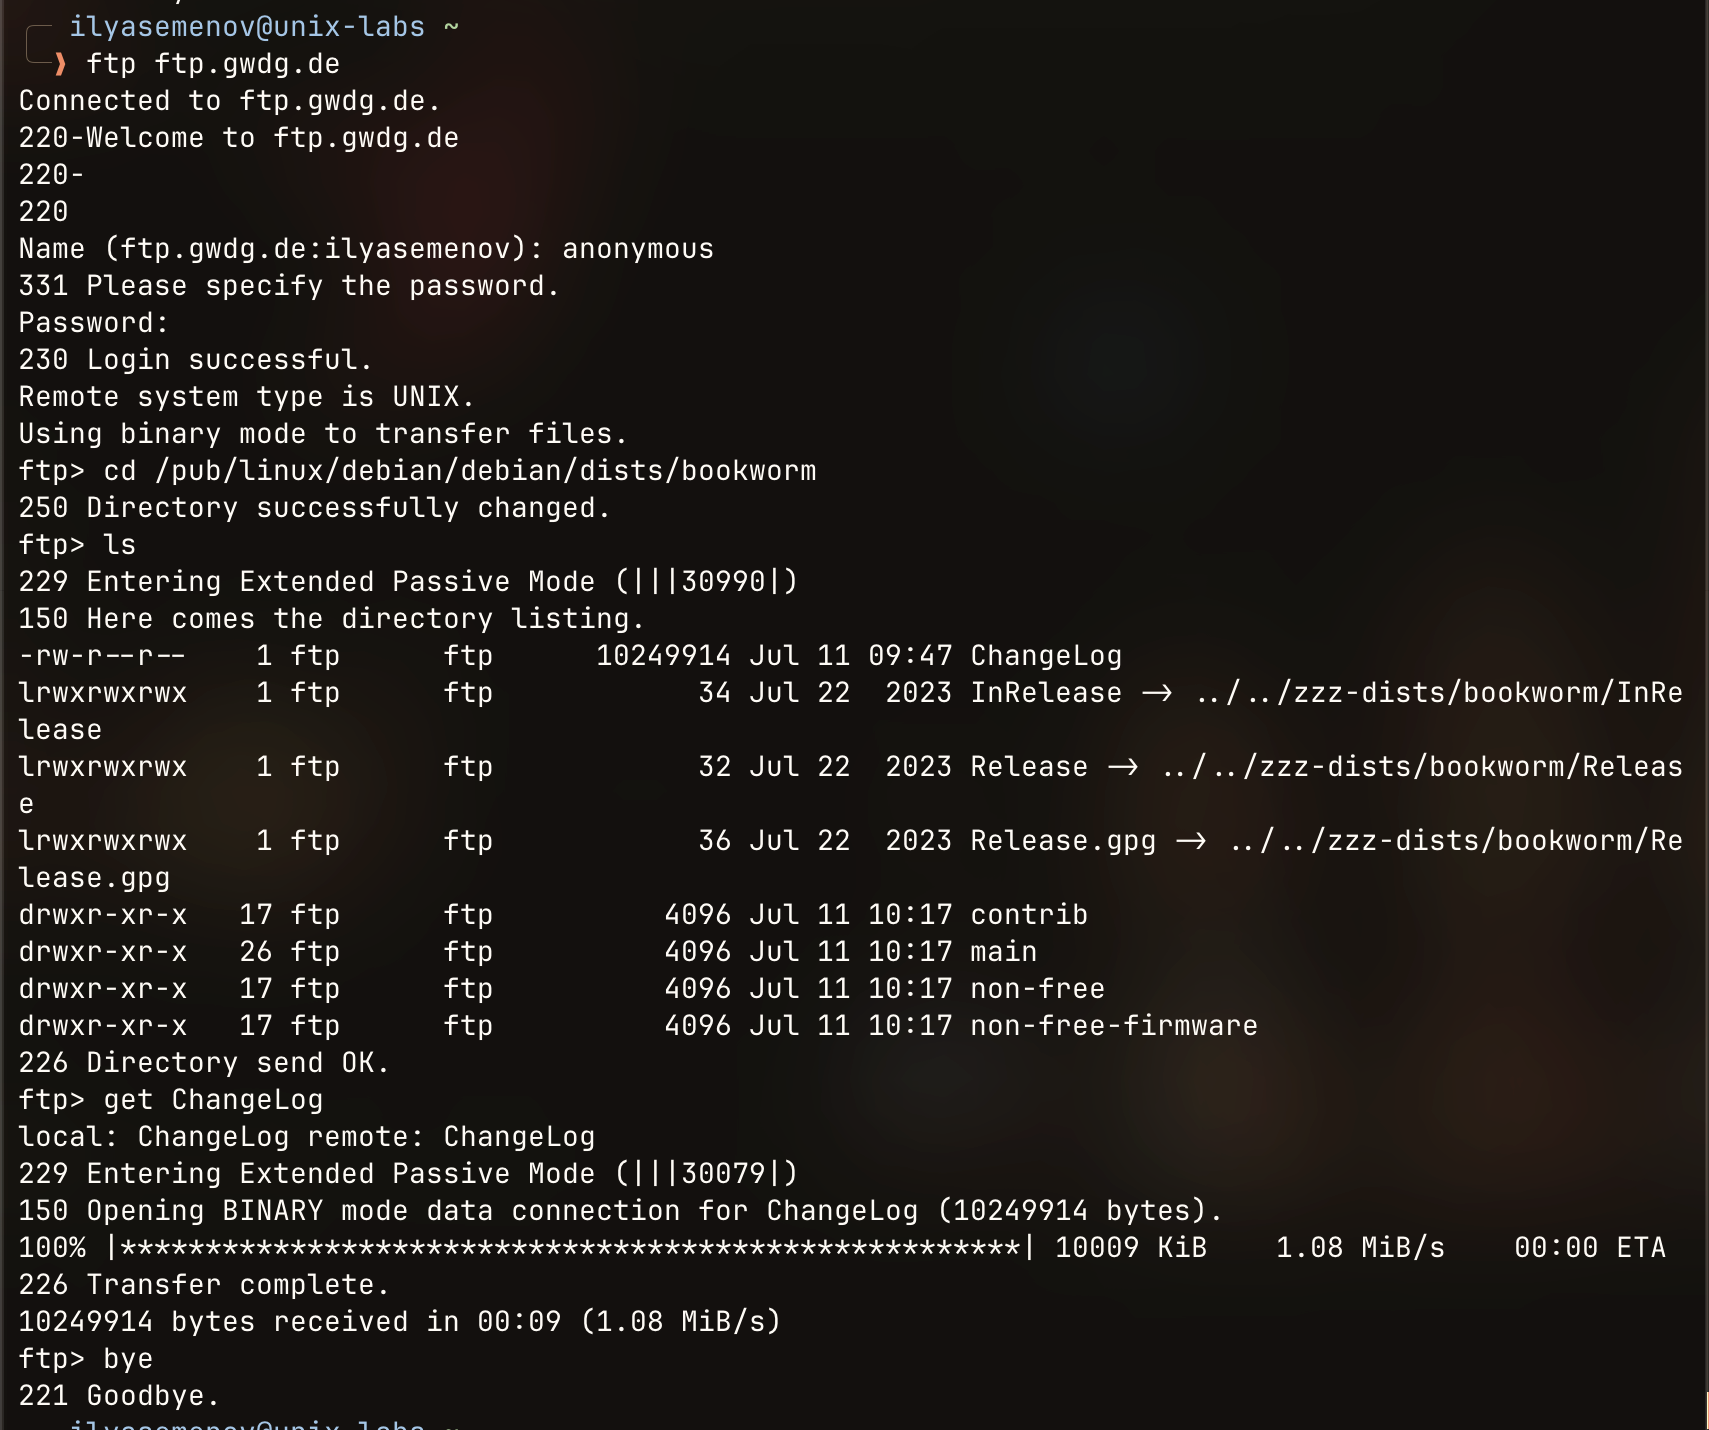 ilyasemenov@unix-labs ~
❱ ftp ftp.gwdg.de
Connected to ftp.gwdg.de.
220-Welcome to ftp.gwdg.de
220-
220
Name (ftp.gwdg.de:ilyasemenov): anonymous
331 Please specify the password.
Password:
230 Login successful.
Remote system type is UNIX.
Using binary mode to transfer files.
ftp> cd /pub/linux/debian/debian/dists/bookworm
250 Directory successfully changed.
ftp> ls
229 Entering Extended Passive Mode (|||30990|)
150 Here comes the directory listing.
-rw-r--r--    1 ftp      ftp      10249914 Jul 11 09:47 ChangeLog
lrwxrwxrwx    1 ftp      ftp            34 Jul 22  2023 InRelease -> ../../zzz-dists/bookworm/InRe
lease
lrwxrwxrwx    1 ftp      ftp            32 Jul 22  2023 Release -> ../../zzz-dists/bookworm/Releas
e
lrwxrwxrwx    1 ftp      ftp            36 Jul 22  2023 Release.gpg -> ../../zzz-dists/bookworm/Re
lease.gpg
drwxr-xr-x   17 ftp      ftp          4096 Jul 11 10:17 contrib
drwxr-xr-x   26 ftp      ftp          4096 Jul 11 10:17 main
drwxr-xr-x   17 ftp      ftp          4096 Jul 11 10:17 non-free
drwxr-xr-x   17 ftp      ftp          4096 Jul 11 10:17 non-free-firmware
226 Directory send OK.
ftp> get ChangeLog
local: ChangeLog remote: ChangeLog
229 Entering Extended Passive Mode (|||30079|)
150 Opening BINARY mode data connection for ChangeLog (10249914 bytes).
100% |*****************************************************| 10009 KiB    1.08 MiB/s    00:00 ETA
226 Transfer complete.
10249914 bytes received in 00:09 (1.08 MiB/s)
ftp> bye
221 Goodbye.
ilyasemenov@unix-labs ~